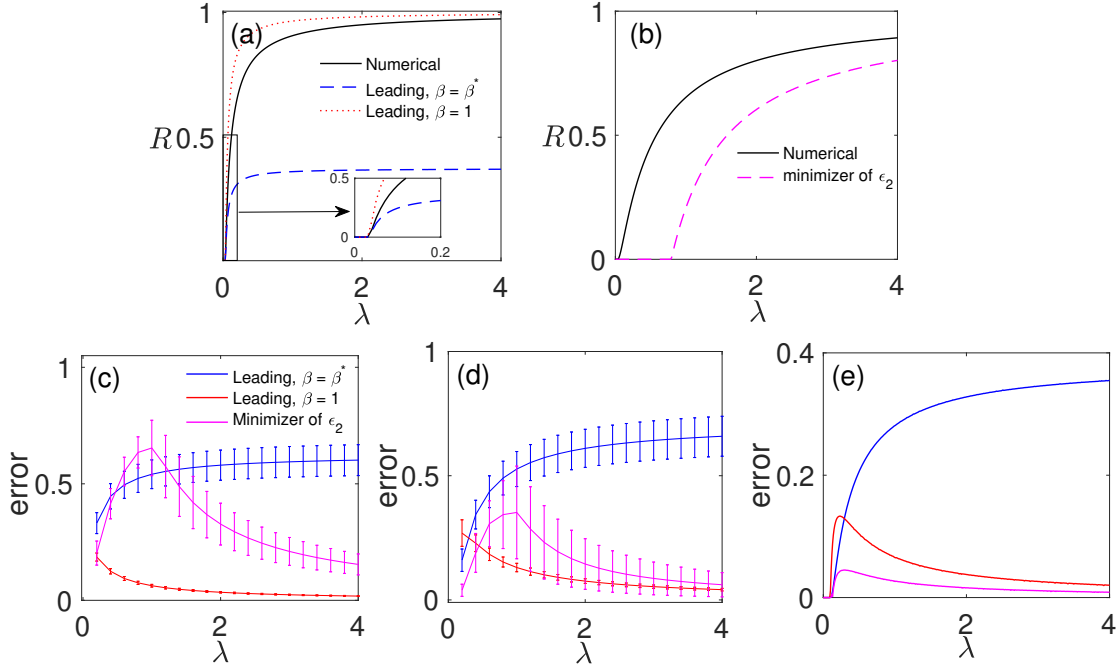 1
(a)
Numerical
Leading, β = β*
Leading, β = 1
R 0.5
0.5
0
0 0.2
0 2 4
λ
1
(b)
R 0.5
Numerical
minimizer of ϵ2
0
0 2 4
λ
1
(c)
Leading, β = β*
Leading, β = 1
Minimizer of ϵ2
error
0.5
0
0 2 4
λ
1
(d)
error
0.5
0
0 2 4
λ
0.4
(e)
error
0.2
0
0 2 4
λ